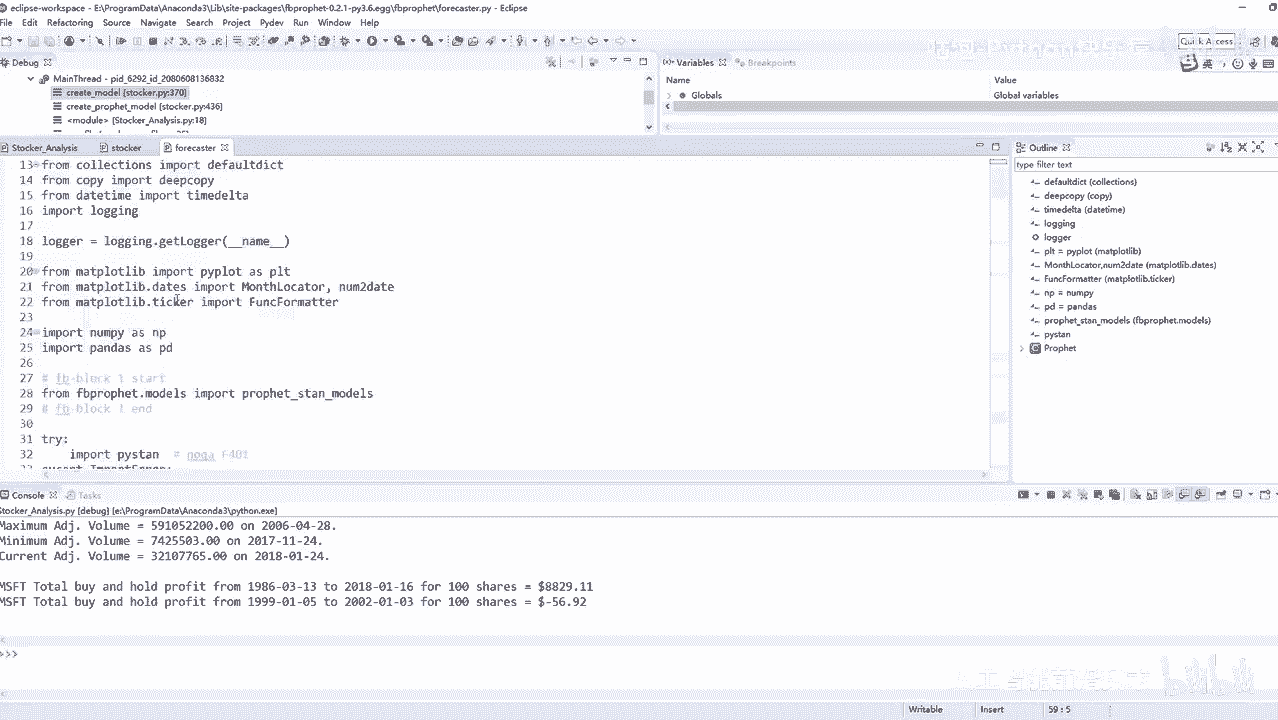 eclipse-workspace - E:\ProgramData\Anaconda3\Lib\site-packages\fbprophet-0.2.1-py3.6.egg\fbprophet\forecaster.py - Eclipse
File Edit Refactoring Source Navigate Search Project Pydev Run Window Help
Quick Access
Debug
MainThread - pid_6292_id_2080608136832
create_model [stocker.py:370]
create_prophet_model [stocker.py:436]
<module> [Stocker_Analysis.py:18]
Variables Breakpoints
Name Value
Globals Global variables
Stocker_Analysis stocker forecaster
13 from collections import defaultdict
14 from copy import deepcopy
15 from datetime import timedelta
16 import logging
17
18 logger = logging.getLogger(__name__)
19
20 from matplotlib import pyplot as plt
21 from matplotlib.dates import MonthLocator, num2date
22 from matplotlib.ticker import FuncFormatter
23
24 import numpy as np
25 import pandas as pd
26
27 # fb-block 1 start
28 from fbprophet.models import prophet_stan_models
29 # fb-block 1 end
30
31 try:
32 import pystan # noqa F401
Outline
type filter text
defaultdict (collections)
deepcopy (copy)
timedelta (datetime)
logging
logger
plt = pyplot (matplotlib)
MonthLocator,num2date (matplotlib.dates)
FuncFormatter (matplotlib.ticker)
np = numpy
pd = pandas
prophet_stan_models (fbprophet.models)
pystan
Prophet
Console Tasks
Stocker_Analysis.py [debug] [e:\ProgramData\Anaconda3\python.exe]
Maximum Adj. Volume = 591052200.00 on 2006-04-28.
Minimum Adj. Volume = 7425503.00 on 2017-11-24.
Current Adj. Volume = 32107765.00 on 2018-01-24.
MSFT Total buy and hold profit from 1986-03-13 to 2018-01-16 for 100 shares = $8829.11
MSFT Total buy and hold profit from 1999-01-05 to 2002-01-03 for 100 shares = $-56.92
>>>
Writable Insert 59 : 5